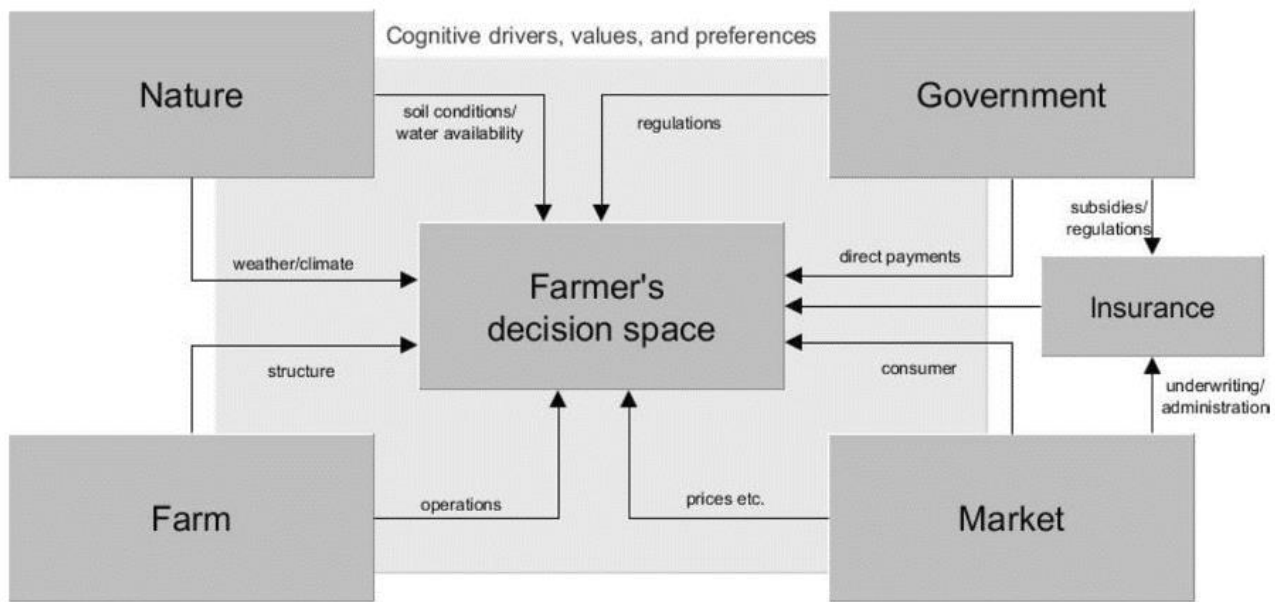 Cognitive drivers, values, and preferences
Nature
Government
soil conditions/
water availability
regulations
subsidies/
regulations
weather/climate
direct payments
Farmer's
decision space
Insurance
structure
consumer
underwriting/
administration
Farm
operations
prices etc.
Market